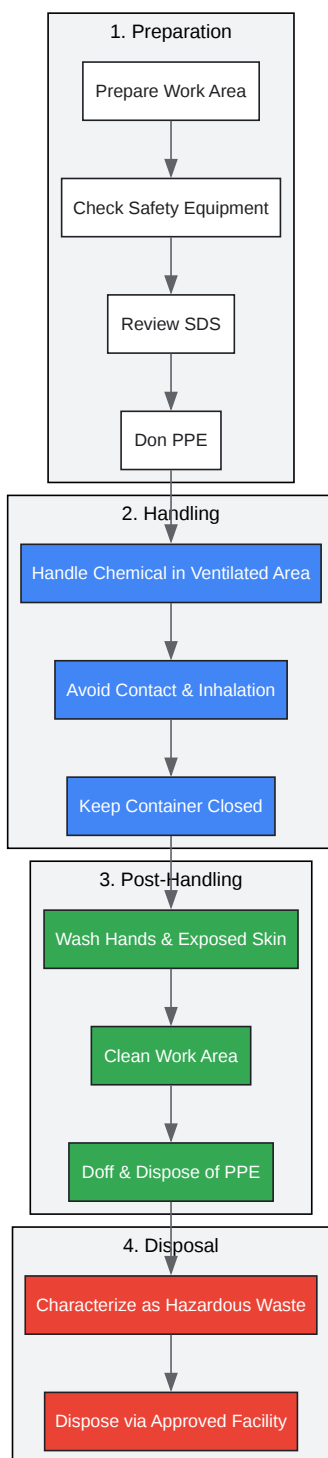 1. Preparation
Prepare Work Area
Check Safety Equipment
Review SDS
Don PPE
2. Handling
Handle Chemical in Ventilated Area
Avoid Contact & Inhalation
Keep Container Closed
3. Post-Handling
Wash Hands & Exposed Skin
Clean Work Area
Doff & Dispose of PPE
4. Disposal
Characterize as Hazardous Waste
Dispose via Approved Facility